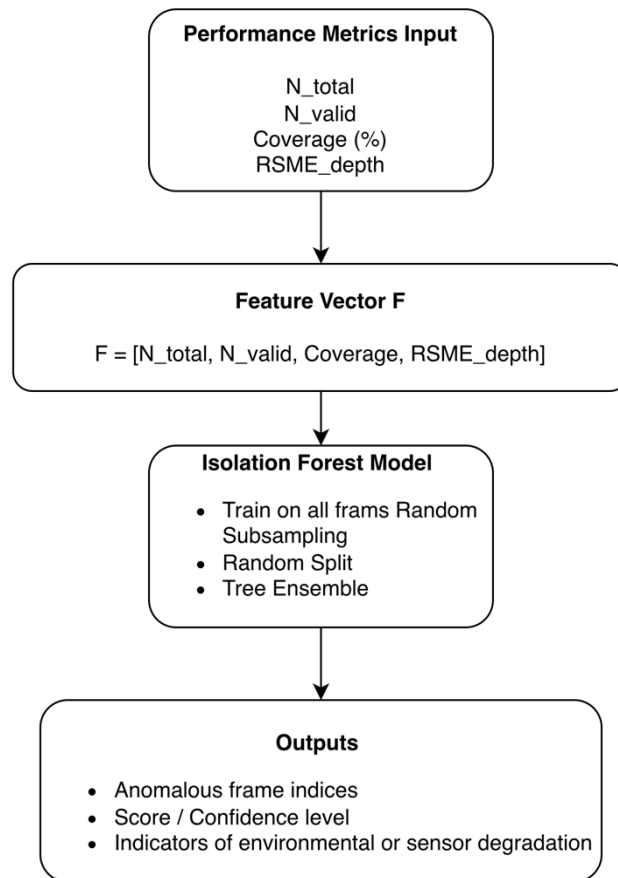 Performance Metrics Input
N_total
N_valid
Coverage (%)
RSME_depth
Feature Vector F
F = [N_total, N_valid, Coverage, RSME_depth]
Isolation Forest Model
• Train on all frams Random
Subsampling
• Random Split
• Tree Ensemble
Outputs
• Anomalous frame indices
• Score / Confidence level
• Indicators of environmental or sensor degradation